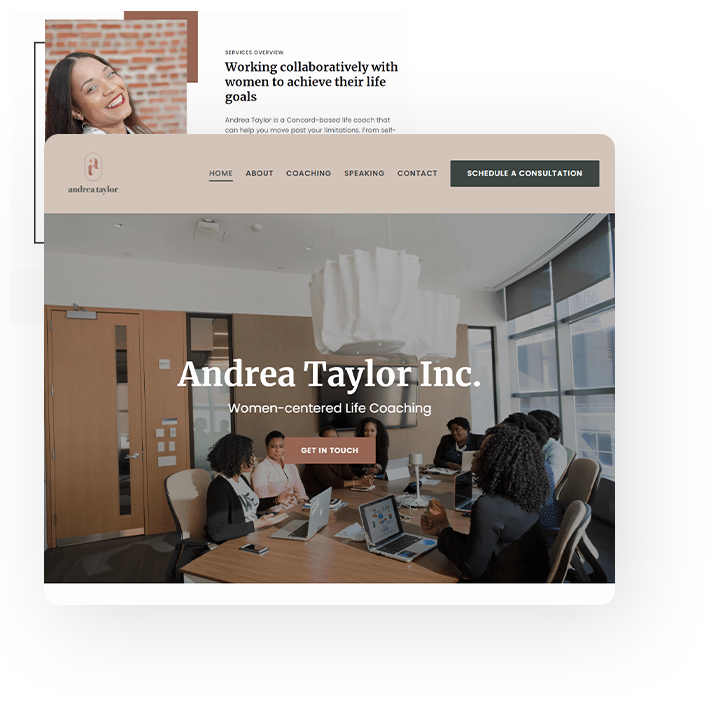 SERVICES OVERVIEW
Working collaboratively with
women to achieve their life
goals
Andrea Taylor is a Concord-based life coach that
can help you move past your limitations. From self-
a
andrea taylor
HOME
ABOUT
COACHING
SPEAKING
CONTACT
SCHEDULE A CONSULTATION
Andrea Taylor Inc.
Women-centered Life Coaching
GET IN TOUCH